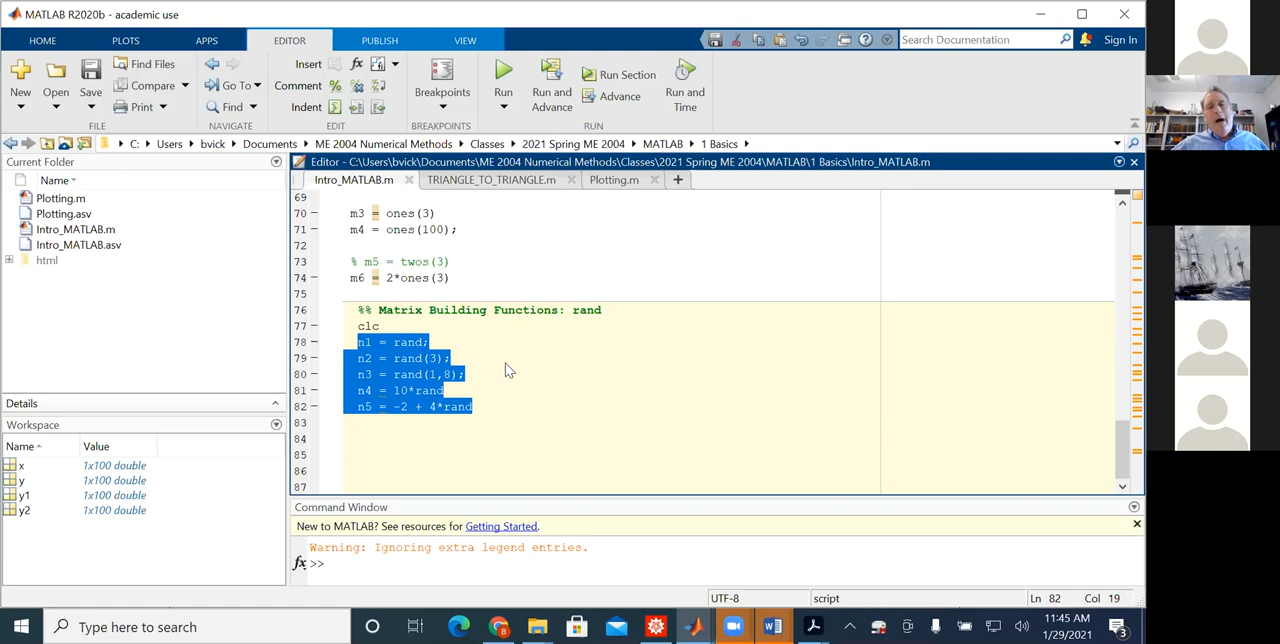 MATLAB R2020b - academic use
HOME PLOTS APPS EDITOR PUBLISH VIEW Search Documentation Sign In
New Open Save Find Files Compare Print
Go To Find
Insert fx Comment % Indent
Breakpoints
Run Run and Advance Run Section Advance Run and Time
FILE NAVIGATE EDIT BREAKPOINTS RUN
C: Users bvick Documents ME 2004 Numerical Methods Classes 2021 Spring ME 2004 MATLAB 1 Basics
Current Folder
Name
Plotting.m
Plotting.asv
Intro_MATLAB.m
Intro_MATLAB.asv
html
Details
Workspace
Name Value
x 1x100 double
y 1x100 double
y1 1x100 double
y2 1x100 double
Editor - C:\Users\bvick\Documents\ME 2004 Numerical Methods\Classes\2021 Spring ME 2004\MATLAB\1 Basics\Intro_MATLAB.m
Intro_MATLAB.m TRIANGLE_TO_TRIANGLE.m Plotting.m
69
70 m3 = ones(3)
71 m4 = ones(100);
72
73 % m5 = twos(3)
74 m6 = 2*ones(3)
75
76 %% Matrix Building Functions: rand
77 clc
78 n1 = rand;
79 n2 = rand(3);
80 n3 = rand(1,8);
81 n4 = 10*rand
82 n5 = -2 + 4*rand
83
84
85
86
87
Command Window
New to MATLAB? See resources for Getting Started.
Warning: Ignoring extra legend entries.
fx >>
UTF-8 script Ln 82 Col 19
Type here to search
11:45 AM
1/29/2021
3